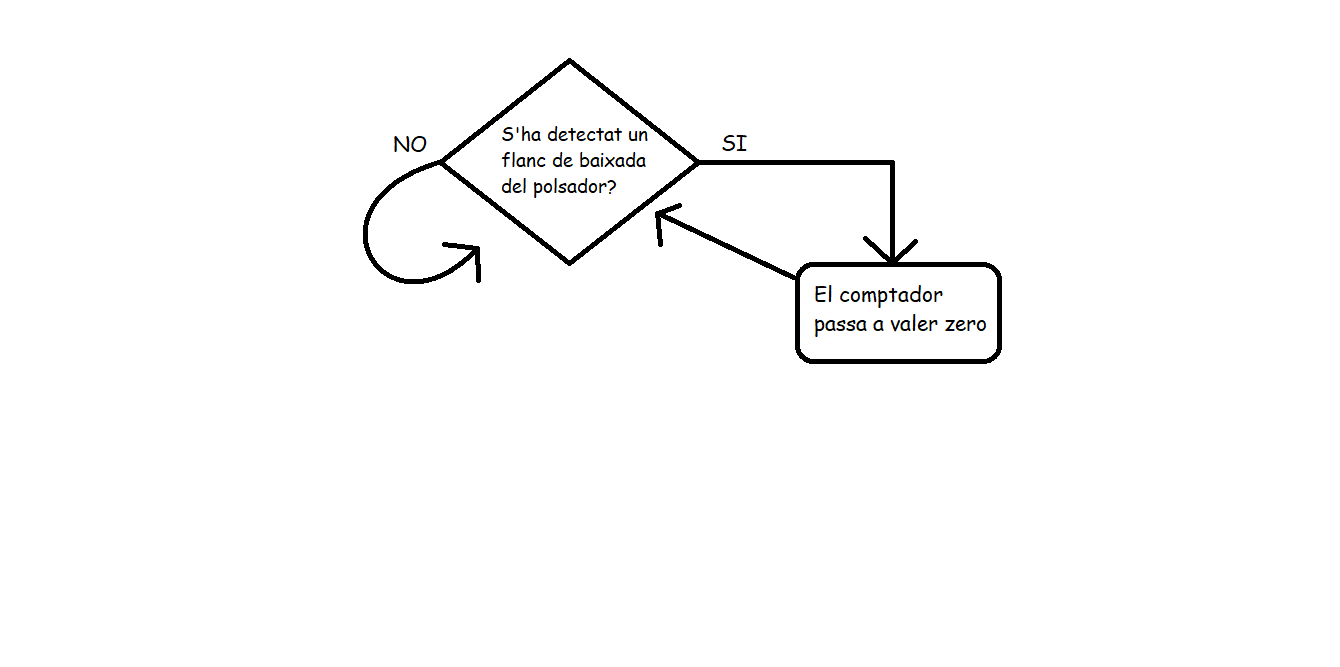 NO
S'ha detectat un
flanc de baixada
del polsador?
SI
El comptador
passa a valer zero